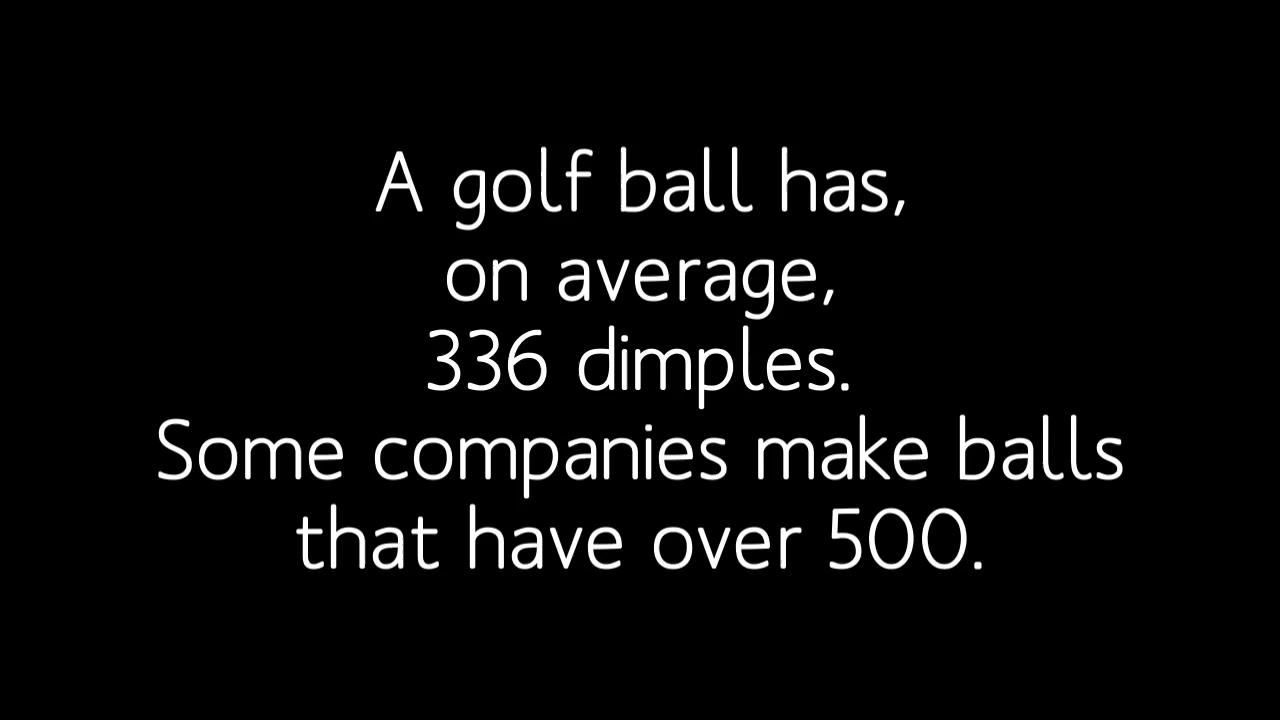 A golf ball has,
on average,
336 dimples.
Some companies make balls
that have over 500.